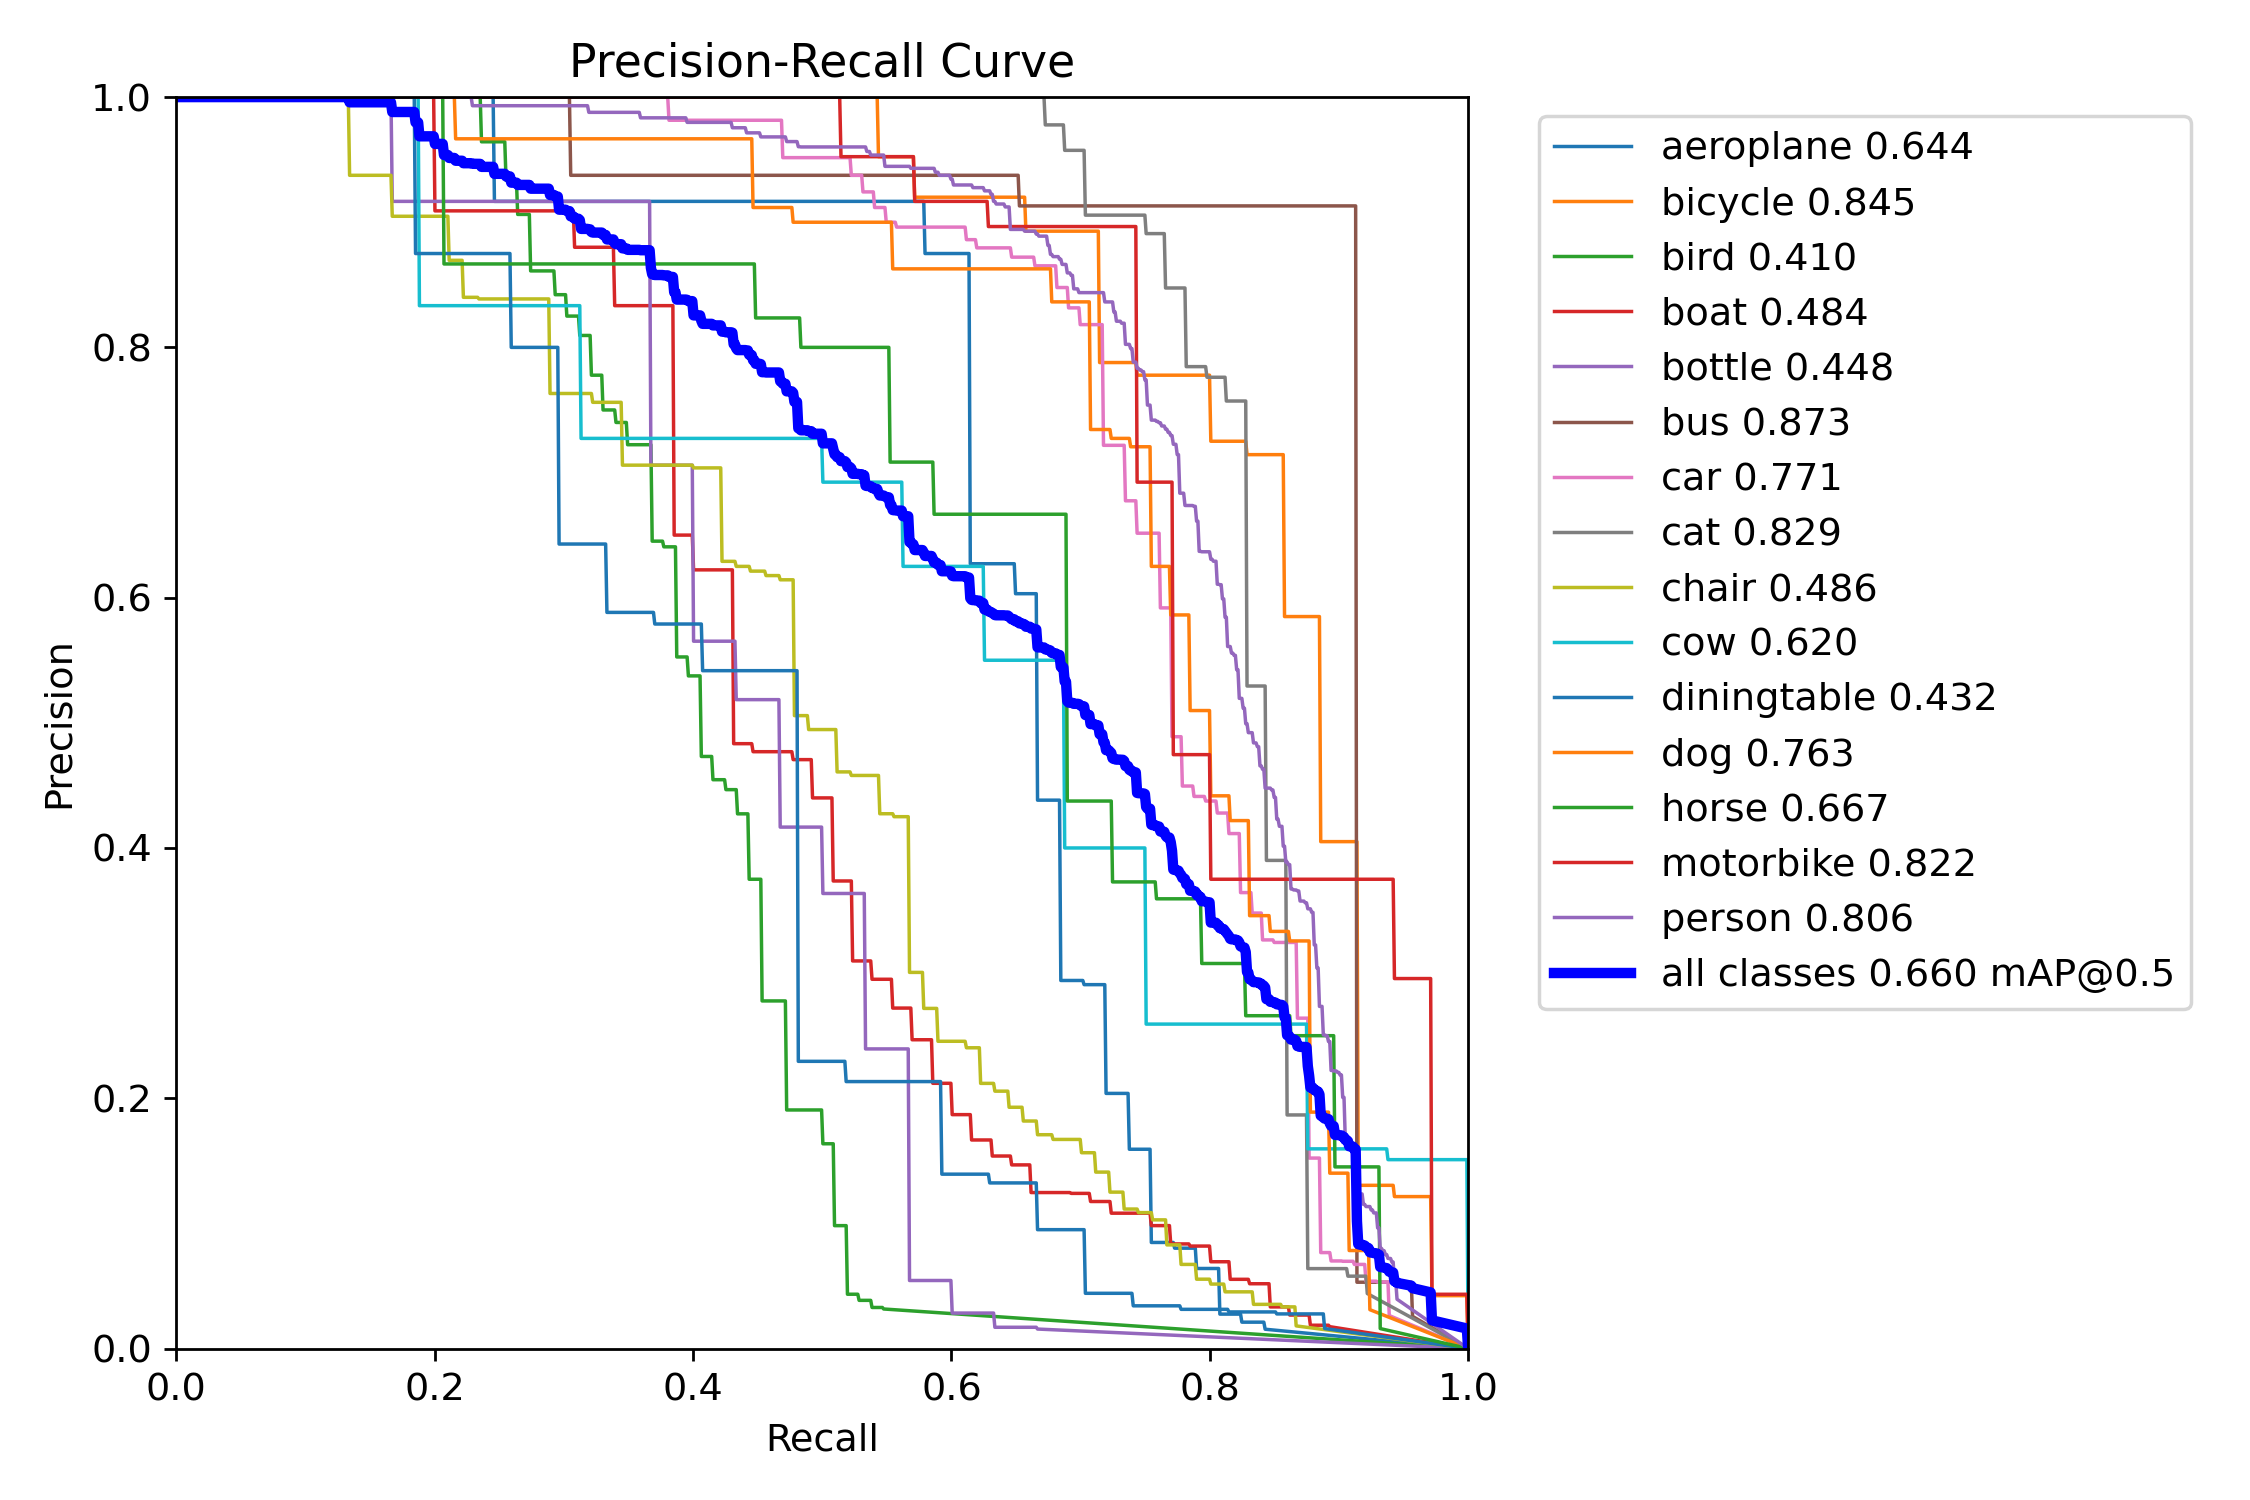 Precision-Recall Curve
1.0
0.8
0.6
0.4
0.2
0.0
Precision
0.0 0.2 0.4 0.6 0.8 1.0
Recall
aeroplane 0.644
bicycle 0.845
bird 0.410
boat 0.484
bottle 0.448
bus 0.873
car 0.771
cat 0.829
chair 0.486
cow 0.620
diningtable 0.432
dog 0.763
horse 0.667
motorbike 0.822
person 0.806
all classes 0.660 mAP@0.5